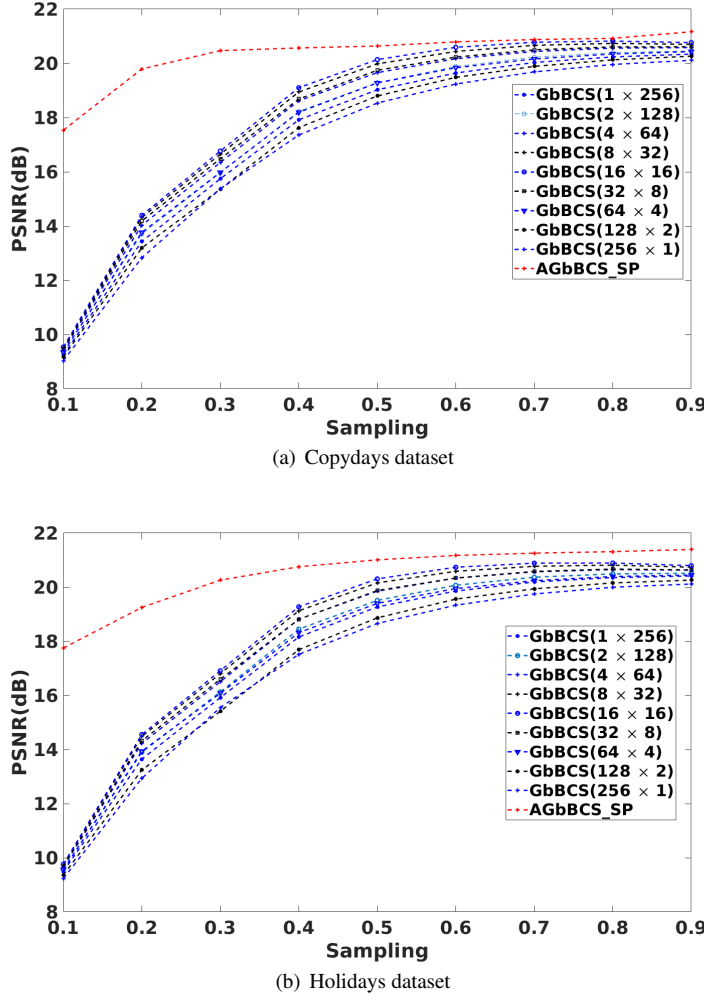 22
20
18
16
14
12
10
8
PSNR(dB)
GbBCS(1 × 256)
GbBCS(2 × 128)
GbBCS(4 × 64)
GbBCS(8 × 32)
GbBCS(16 × 16)
GbBCS(32 × 8)
GbBCS(64 × 4)
GbBCS(128 × 2)
GbBCS(256 × 1)
AGbBCS_SP
0.1 0.2 0.3 0.4 0.5 0.6 0.7 0.8 0.9
Sampling
(a) Copydays dataset
22
20
18
16
14
12
10
8
PSNR(dB)
GbBCS(1 × 256)
GbBCS(2 × 128)
GbBCS(4 × 64)
GbBCS(8 × 32)
GbBCS(16 × 16)
GbBCS(32 × 8)
GbBCS(64 × 4)
GbBCS(128 × 2)
GbBCS(256 × 1)
AGbBCS_SP
0.1 0.2 0.3 0.4 0.5 0.6 0.7 0.8 0.9
Sampling
(b) Holidays dataset